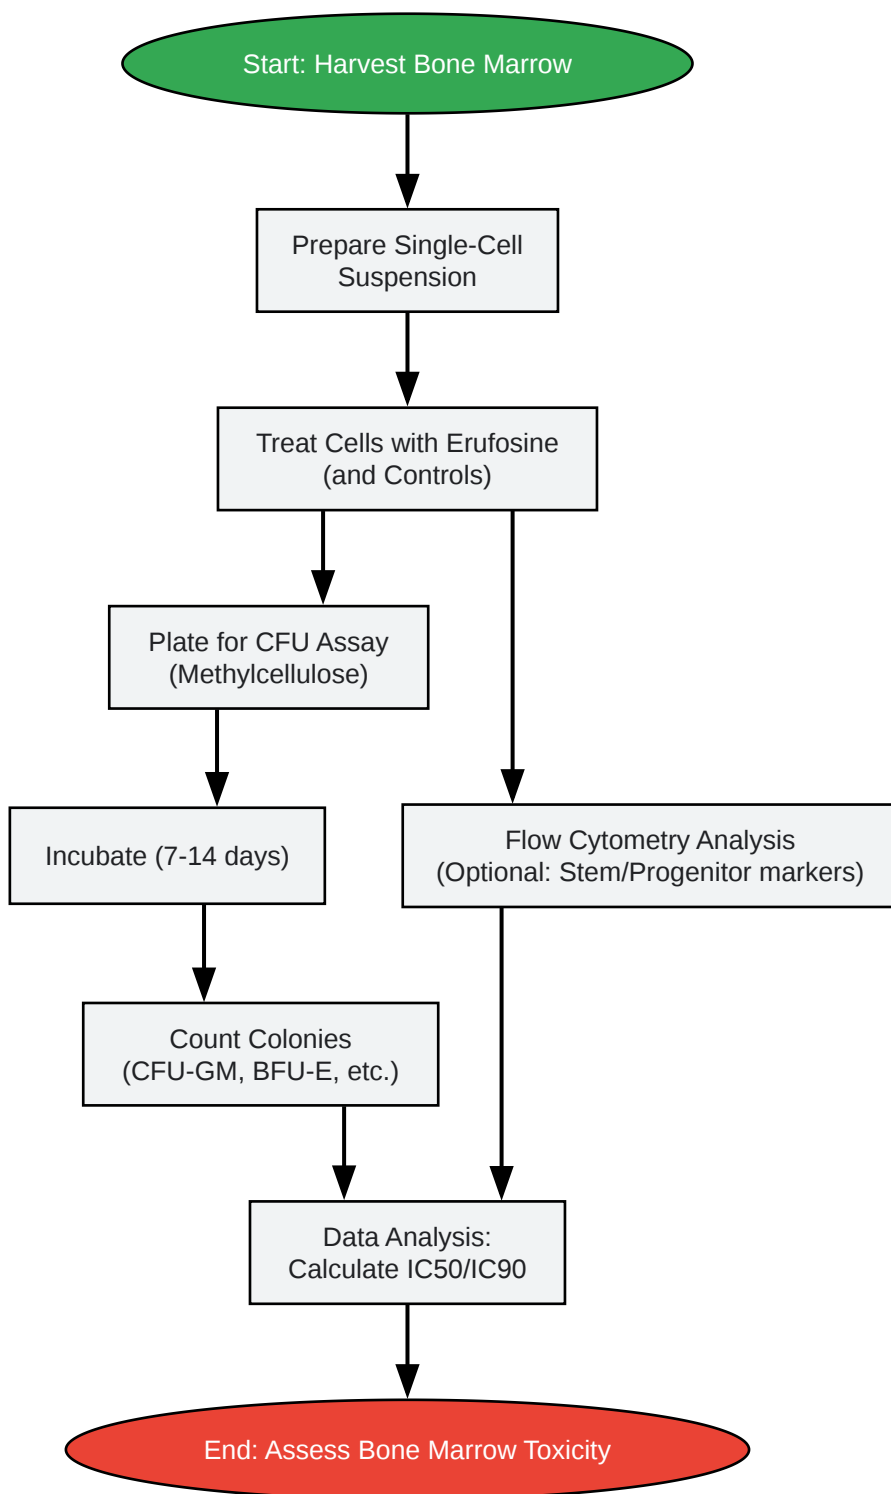 Start: Harvest Bone Marrow
Prepare Single-Cell
Suspension
Treat Cells with Erufosine
(and Controls)
Plate for CFU Assay
(Methylcellulose)
Incubate (7-14 days)
Flow Cytometry Analysis
(Optional: Stem/Progenitor markers)
Count Colonies
(CFU-GM, BFU-E, etc.)
Data Analysis:
Calculate IC50/IC90
End: Assess Bone Marrow Toxicity